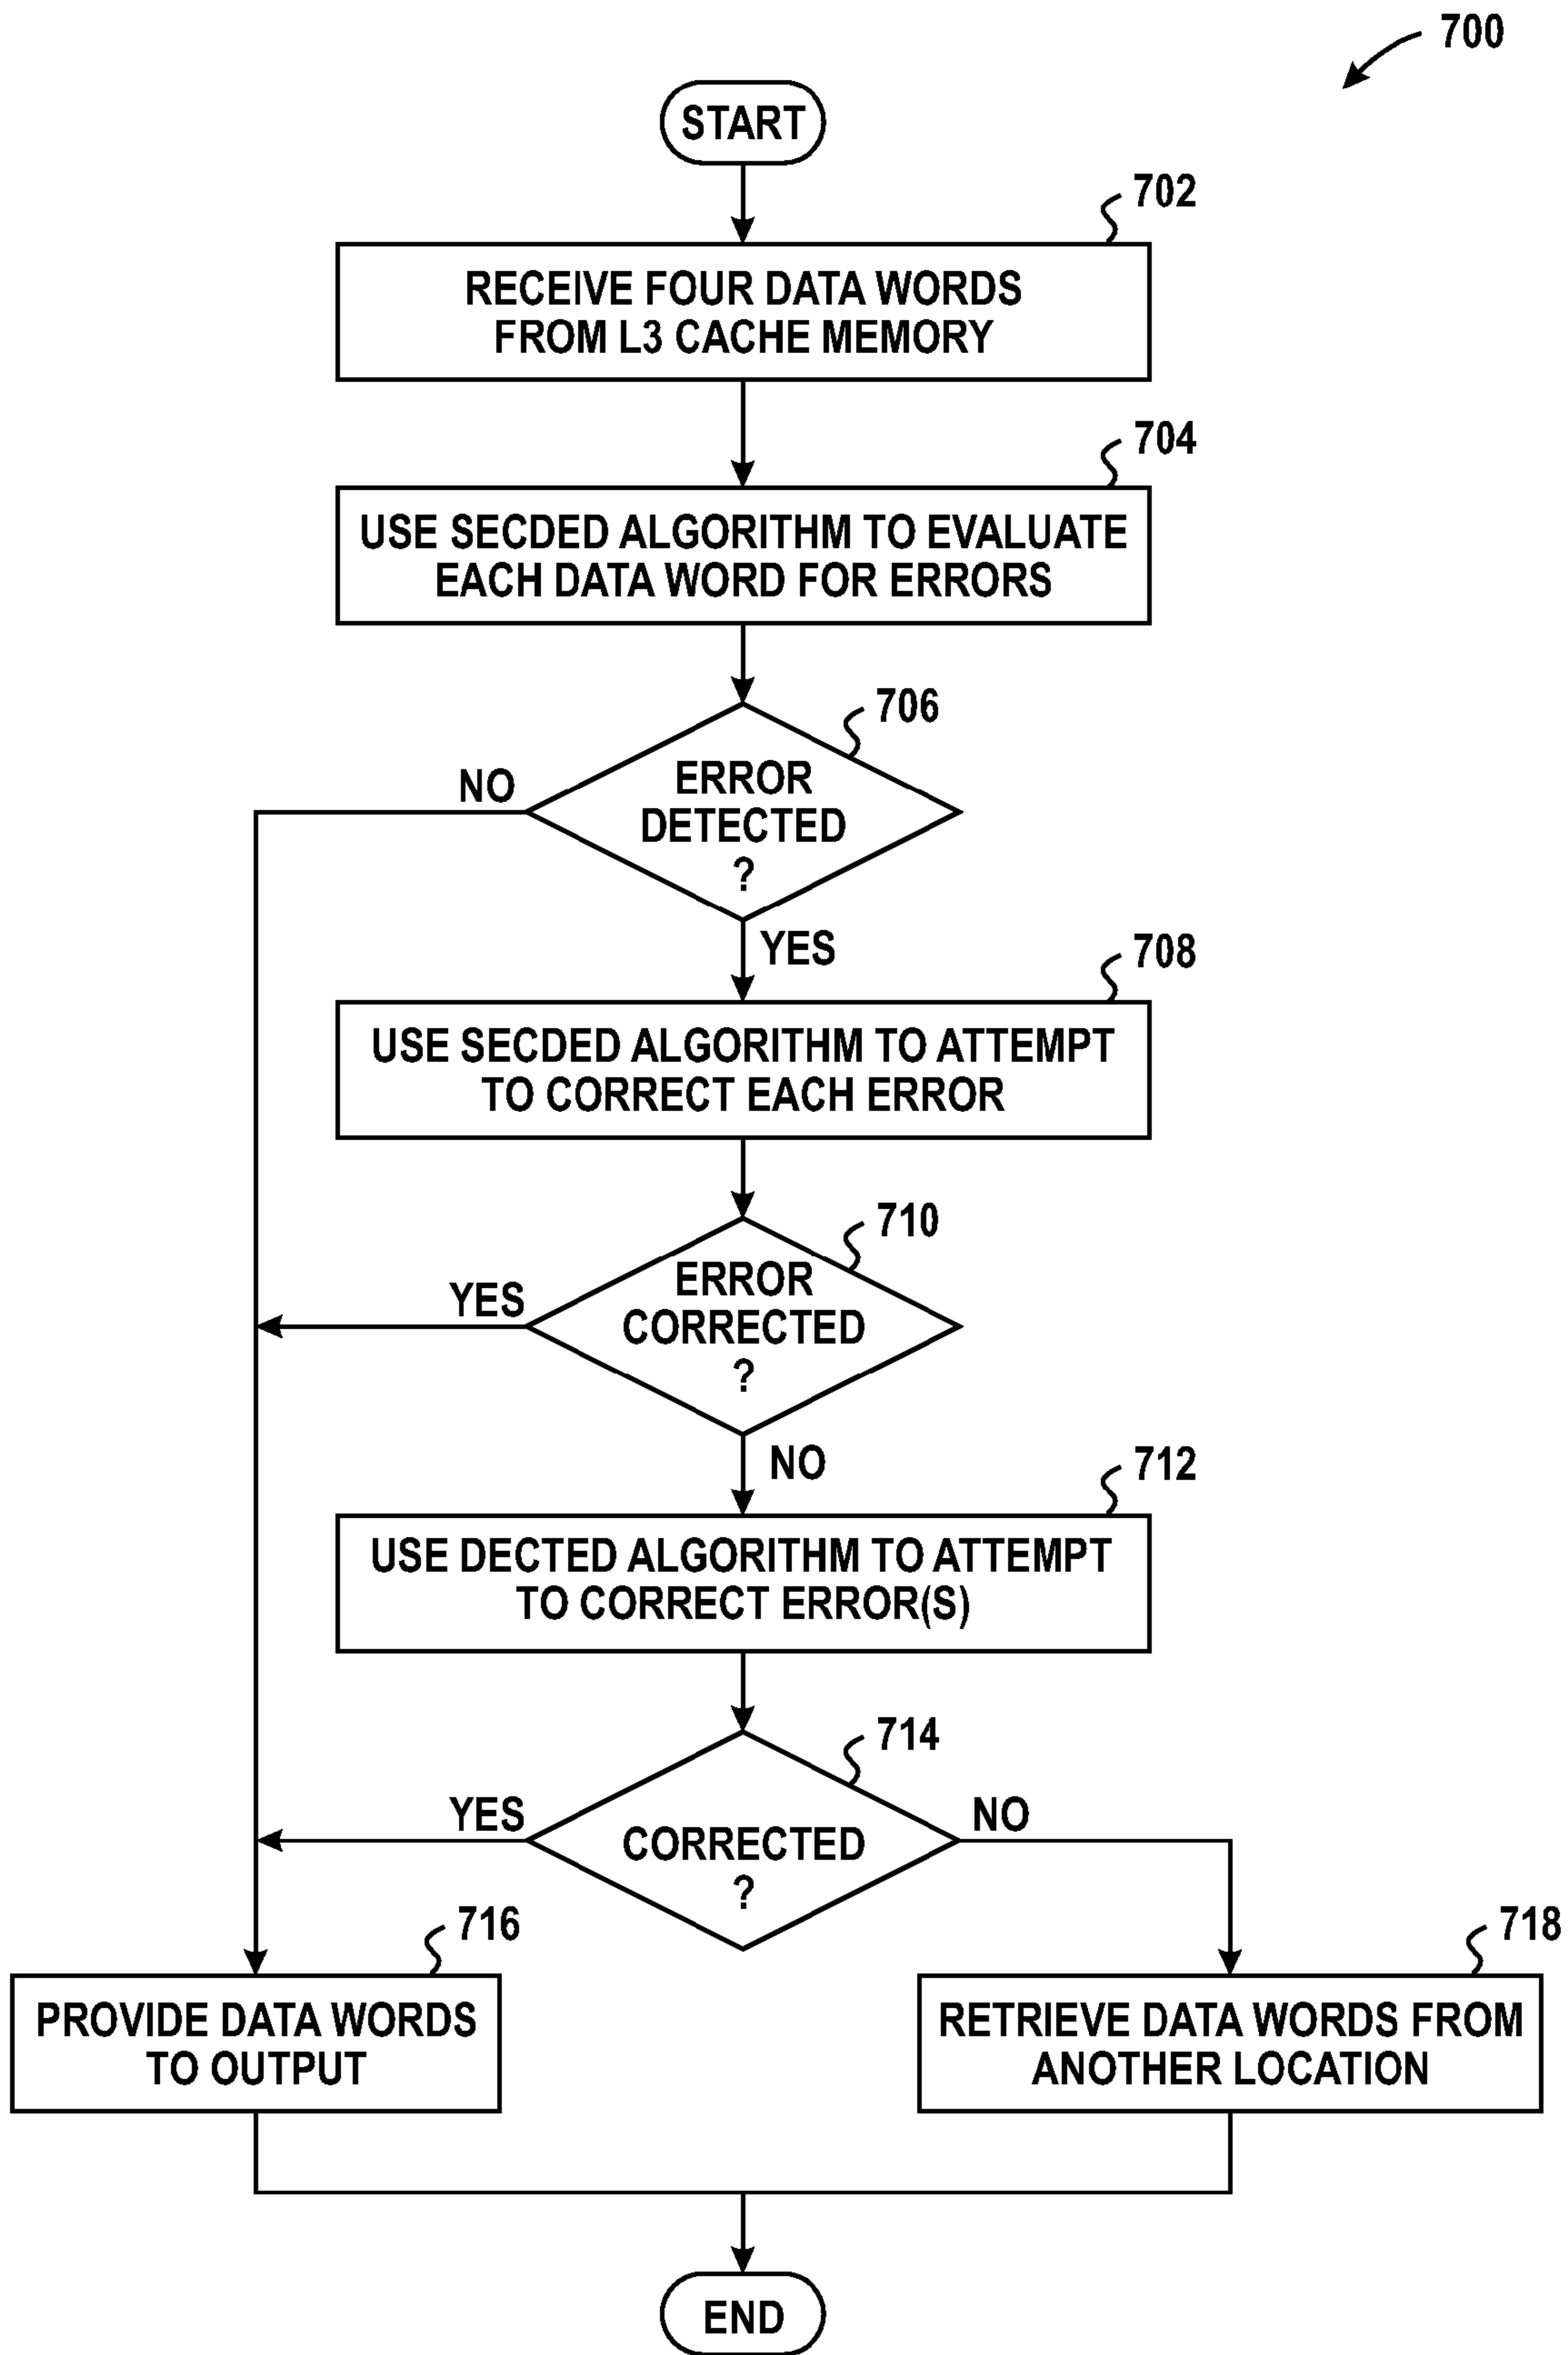 700
START
702
RECEIVE FOUR DATA WORDS
FROM L3 CACHE MEMORY
704
USE SECDED ALGORITHM TO EVALUATE
EACH DATA WORD FOR ERRORS
706
NO
ERROR
DETECTED
?
YES
708
USE SECDED ALGORITHM TO ATTEMPT
TO CORRECT EACH ERROR
710
YES
ERROR
CORRECTED
?
NO
712
USE DECTED ALGORITHM TO ATTEMPT
TO CORRECT ERROR(S)
714
YES
NO
CORRECTED
?
716
718
PROVIDE DATA WORDS
TO OUTPUT
RETRIEVE DATA WORDS FROM
ANOTHER LOCATION
END